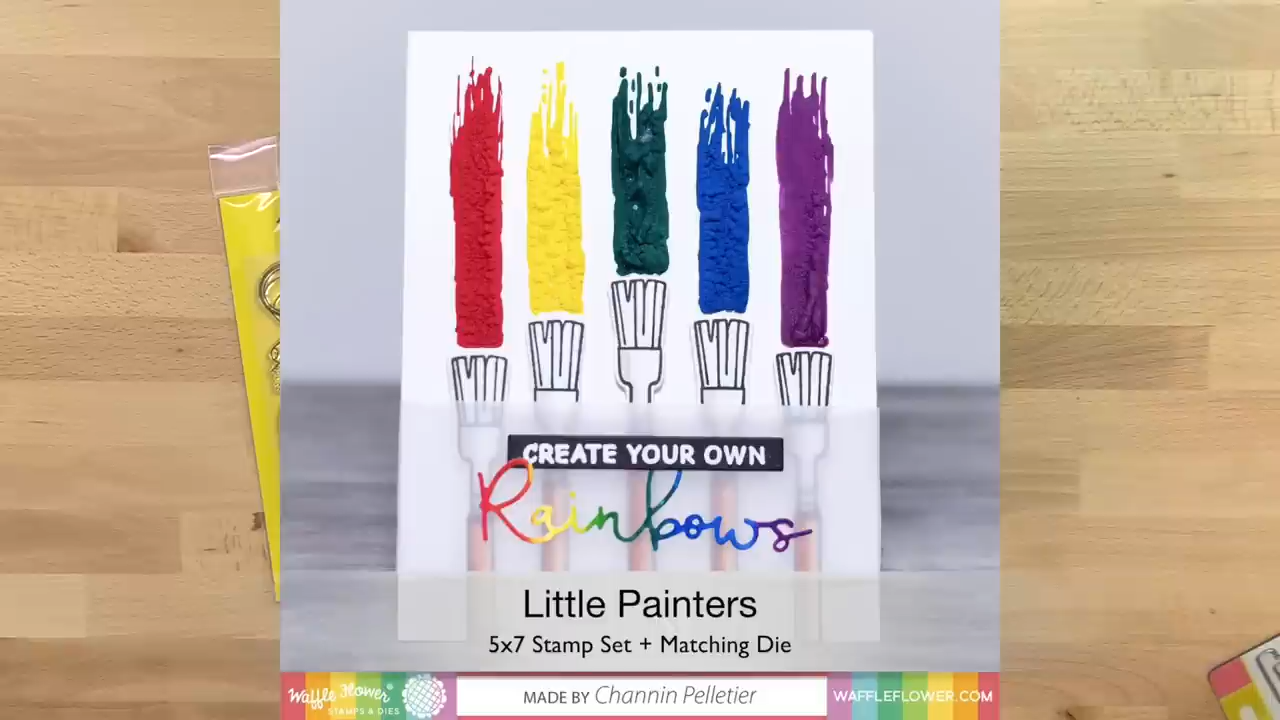 CREATE YOUR OWN
Rainbows
Little Painters
5x7 Stamp Set + Matching Die
Waffle Flower®
STAMPS & DIES
MADE BY Channin Pelletier
WAFFLEFLOWER.COM